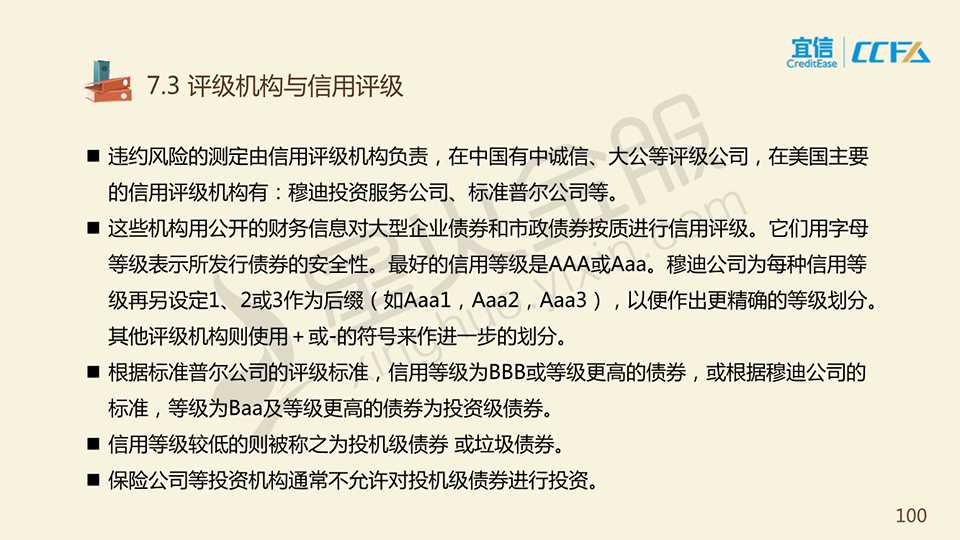 宜信
CreditEase
CCFA
7.3 评级机构与信用评级
■ 违约风险的测定由信用评级机构负责，在中国有中诚信、大公等评级公司，在美国主要
的信用评级机构有：穆迪投资服务公司、标准普尔公司等。
■ 这些机构用公开的财务信息对大型企业债券和市政债券按质进行信用评级。它们用字母
等级表示所发行债券的安全性。最好的信用等级是AAA或Aaa。穆迪公司为每种信用等
级再另设定1、2或3作为后缀（如Aaa1，Aaa2，Aaa3），以便作出更精确的等级划分。
其他评级机构则使用＋或-的符号来作进一步的划分。
■ 根据标准普尔公司的评级标准，信用等级为BBB或等级更高的债券，或根据穆迪公司的
标准，等级为Baa及等级更高的债券为投资级债券。
■ 信用等级较低的则被称之为投机级债券 或垃圾债券。
■ 保险公司等投资机构通常不允许对投机级债券进行投资。
星火金服
xinghuo.yixin.com
100